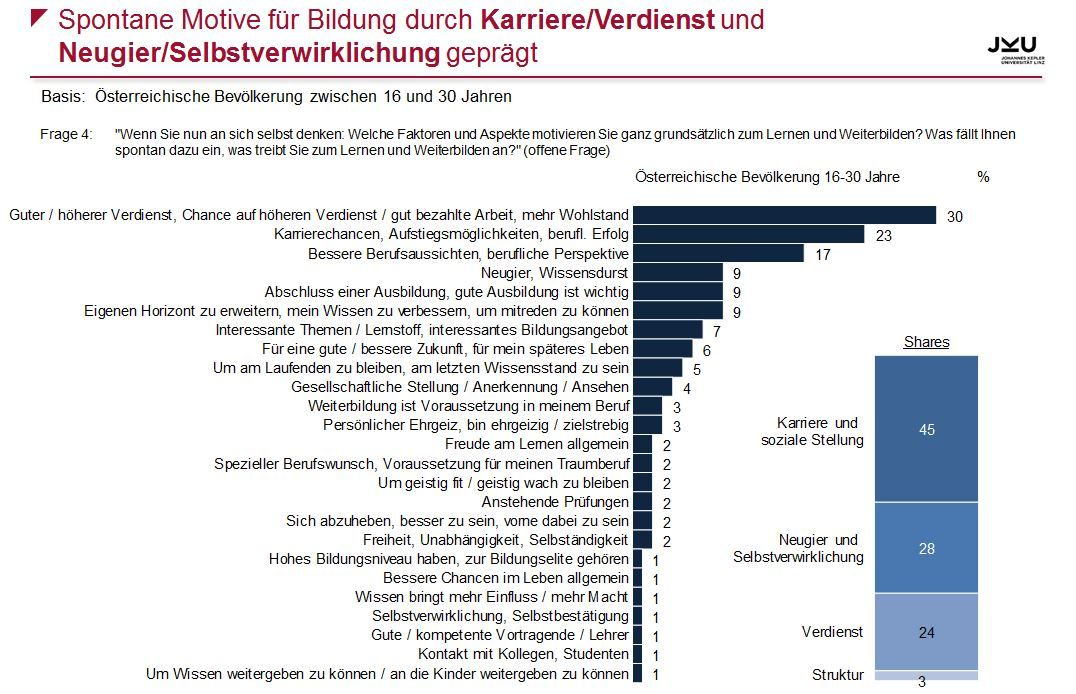 Spontane Motive für Bildung durch Karriere/Verdienst und
Neugier/Selbstverwirklichung geprägt
JKU
JOHANNES KEPLER
UNIVERSITÄT LINZ
Basis: Österreichische Bevölkerung zwischen 16 und 30 Jahren
Frage 4: "Wenn Sie nun an sich selbst denken: Welche Faktoren und Aspekte motivieren Sie ganz grundsätzlich zum Lernen und Weiterbilden? Was fällt Ihnen
spontan dazu ein, was treibt Sie zum Lernen und Weiterbilden an?" (offene Frage)
Österreichische Bevölkerung 16-30 Jahre %
Guter / höherer Verdienst, Chance auf höheren Verdienst / gut bezahlte Arbeit, mehr Wohlstand 30
Karrierechancen, Aufstiegsmöglichkeiten, berufl. Erfolg 23
Bessere Berufsaussichten, berufliche Perspektive 17
Neugier, Wissensdurst 9
Abschluss einer Ausbildung, gute Ausbildung ist wichtig 9
Eigenen Horizont zu erweitern, mein Wissen zu verbessern, um mitreden zu können 9
Interessante Themen / Lernstoff, interessantes Bildungsangebot 7
Für eine gute / bessere Zukunft, für mein späteres Leben 6
Um am Laufenden zu bleiben, am letzten Wissensstand zu sein 5
Gesellschaftliche Stellung / Anerkennung / Ansehen 4
Weiterbildung ist Voraussetzung in meinem Beruf 3
Persönlicher Ehrgeiz, bin ehrgeizig / zielstrebig 3
Freude am Lernen allgemein 2
Spezieller Berufswunsch, Voraussetzung für meinen Traumberuf 2
Um geistig fit / geistig wach zu bleiben 2
Anstehende Prüfungen 2
Sich abzuheben, besser zu sein, vorne dabei zu sein 2
Freiheit, Unabhängigkeit, Selbständigkeit 2
Hohes Bildungsniveau haben, zur Bildungselite gehören 1
Bessere Chancen im Leben allgemein 1
Wissen bringt mehr Einfluss / mehr Macht 1
Selbstverwirklichung, Selbstbestätigung 1
Gute / kompetente Vortragende / Lehrer 1
Kontakt mit Kollegen, Studenten 1
Um Wissen weitergeben zu können / an die Kinder weitergeben zu können 1
Shares
Karriere und
soziale Stellung
45
Neugier und
Selbstverwirklichung
28
Verdienst 24
Struktur 3